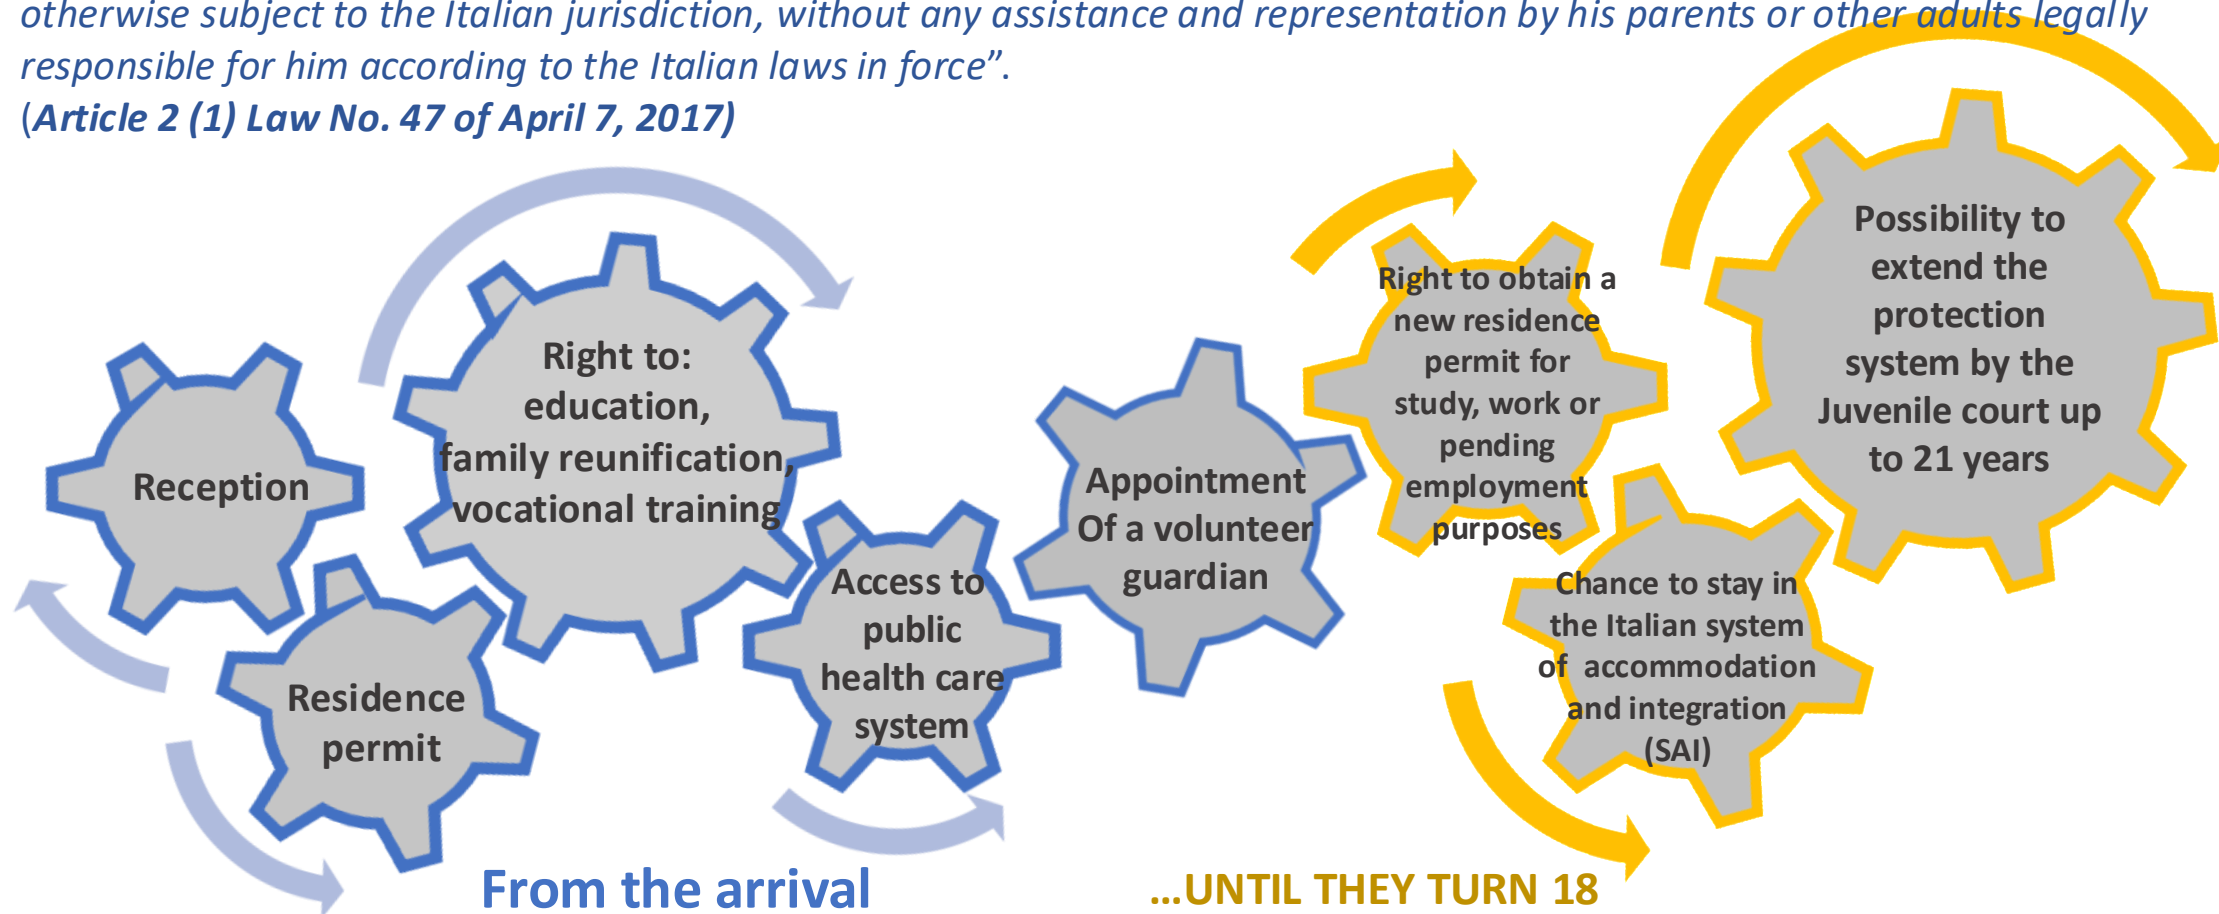 otherwise subject to the Italian jurisdiction, without any assistance and representation by his parents or other adults legally
responsible for him according to the Italian laws in force”.
(Article 2 (1) Law No. 47 of April 7, 2017)
Reception
Residence
permit
Right to:
education,
family reunification,
vocational training
Access to
public
health care
system
Appointment
Of a volunteer
guardian
Right to obtain a
new residence
permit for
study, work or
pending
employment
purposes
Chance to stay in
the Italian system
of accommodation
and integration
(SAI)
Possibility to
extend the
protection
system by the
Juvenile court up
to 21 years
From the arrival
...UNTIL THEY TURN 18